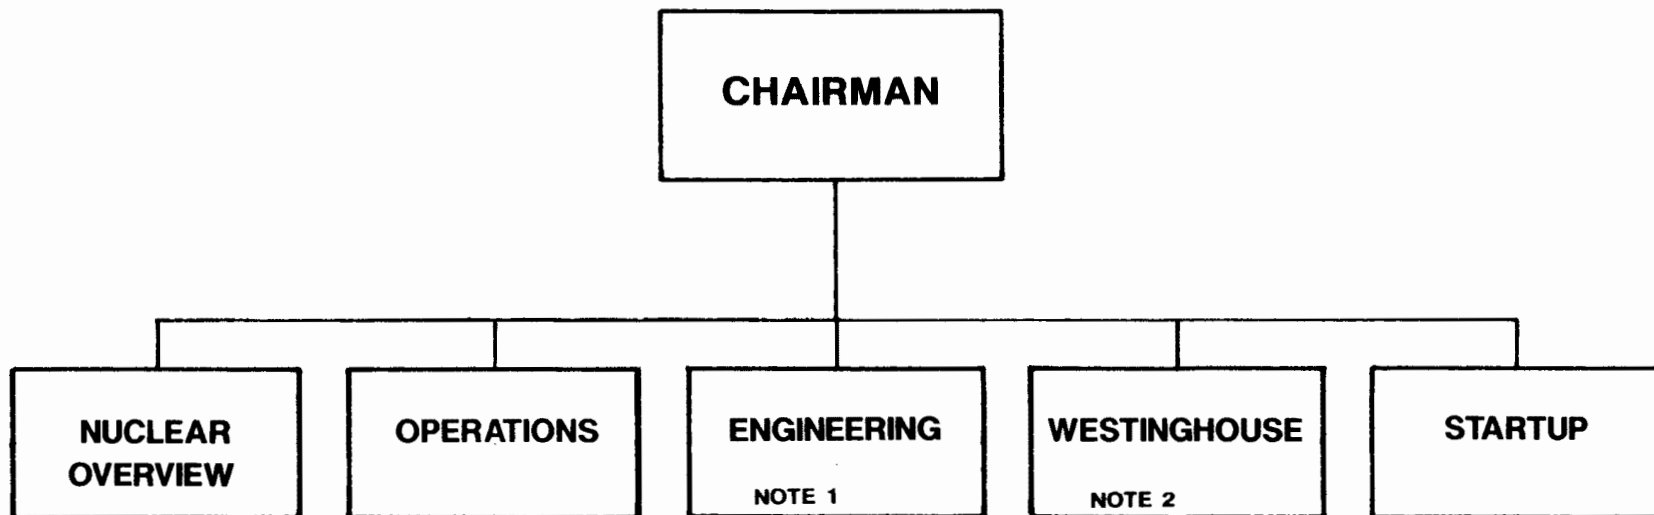 CHAIRMAN
NUCLEAR
OVERVIEW
OPERATIONS
ENGINEERING
NOTE 1
WESTINGHOUSE
NOTE 2
STARTUP